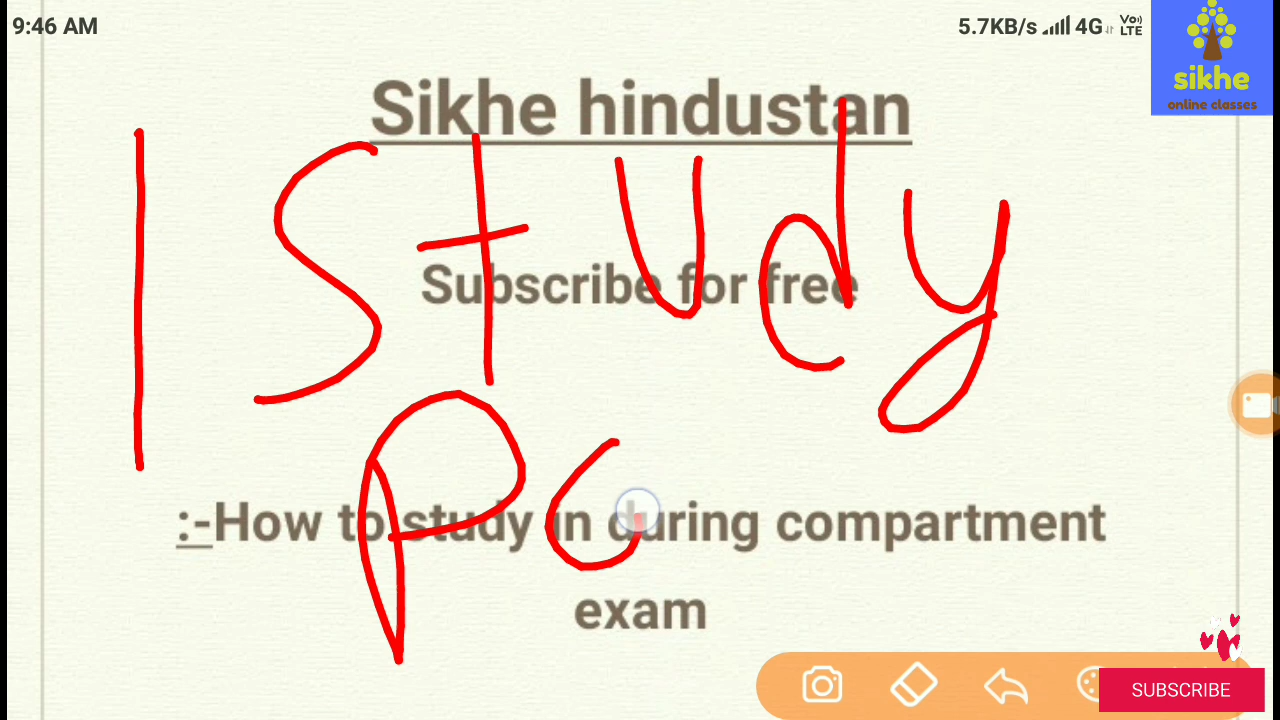 9:46 AM
5.7KB/s 4G Vo) LTE
sikhe
online classes
Sikhe hindustan
1 Study
Subscribe for free
:-How to study in during compartment
exam
SUBSCRIBE